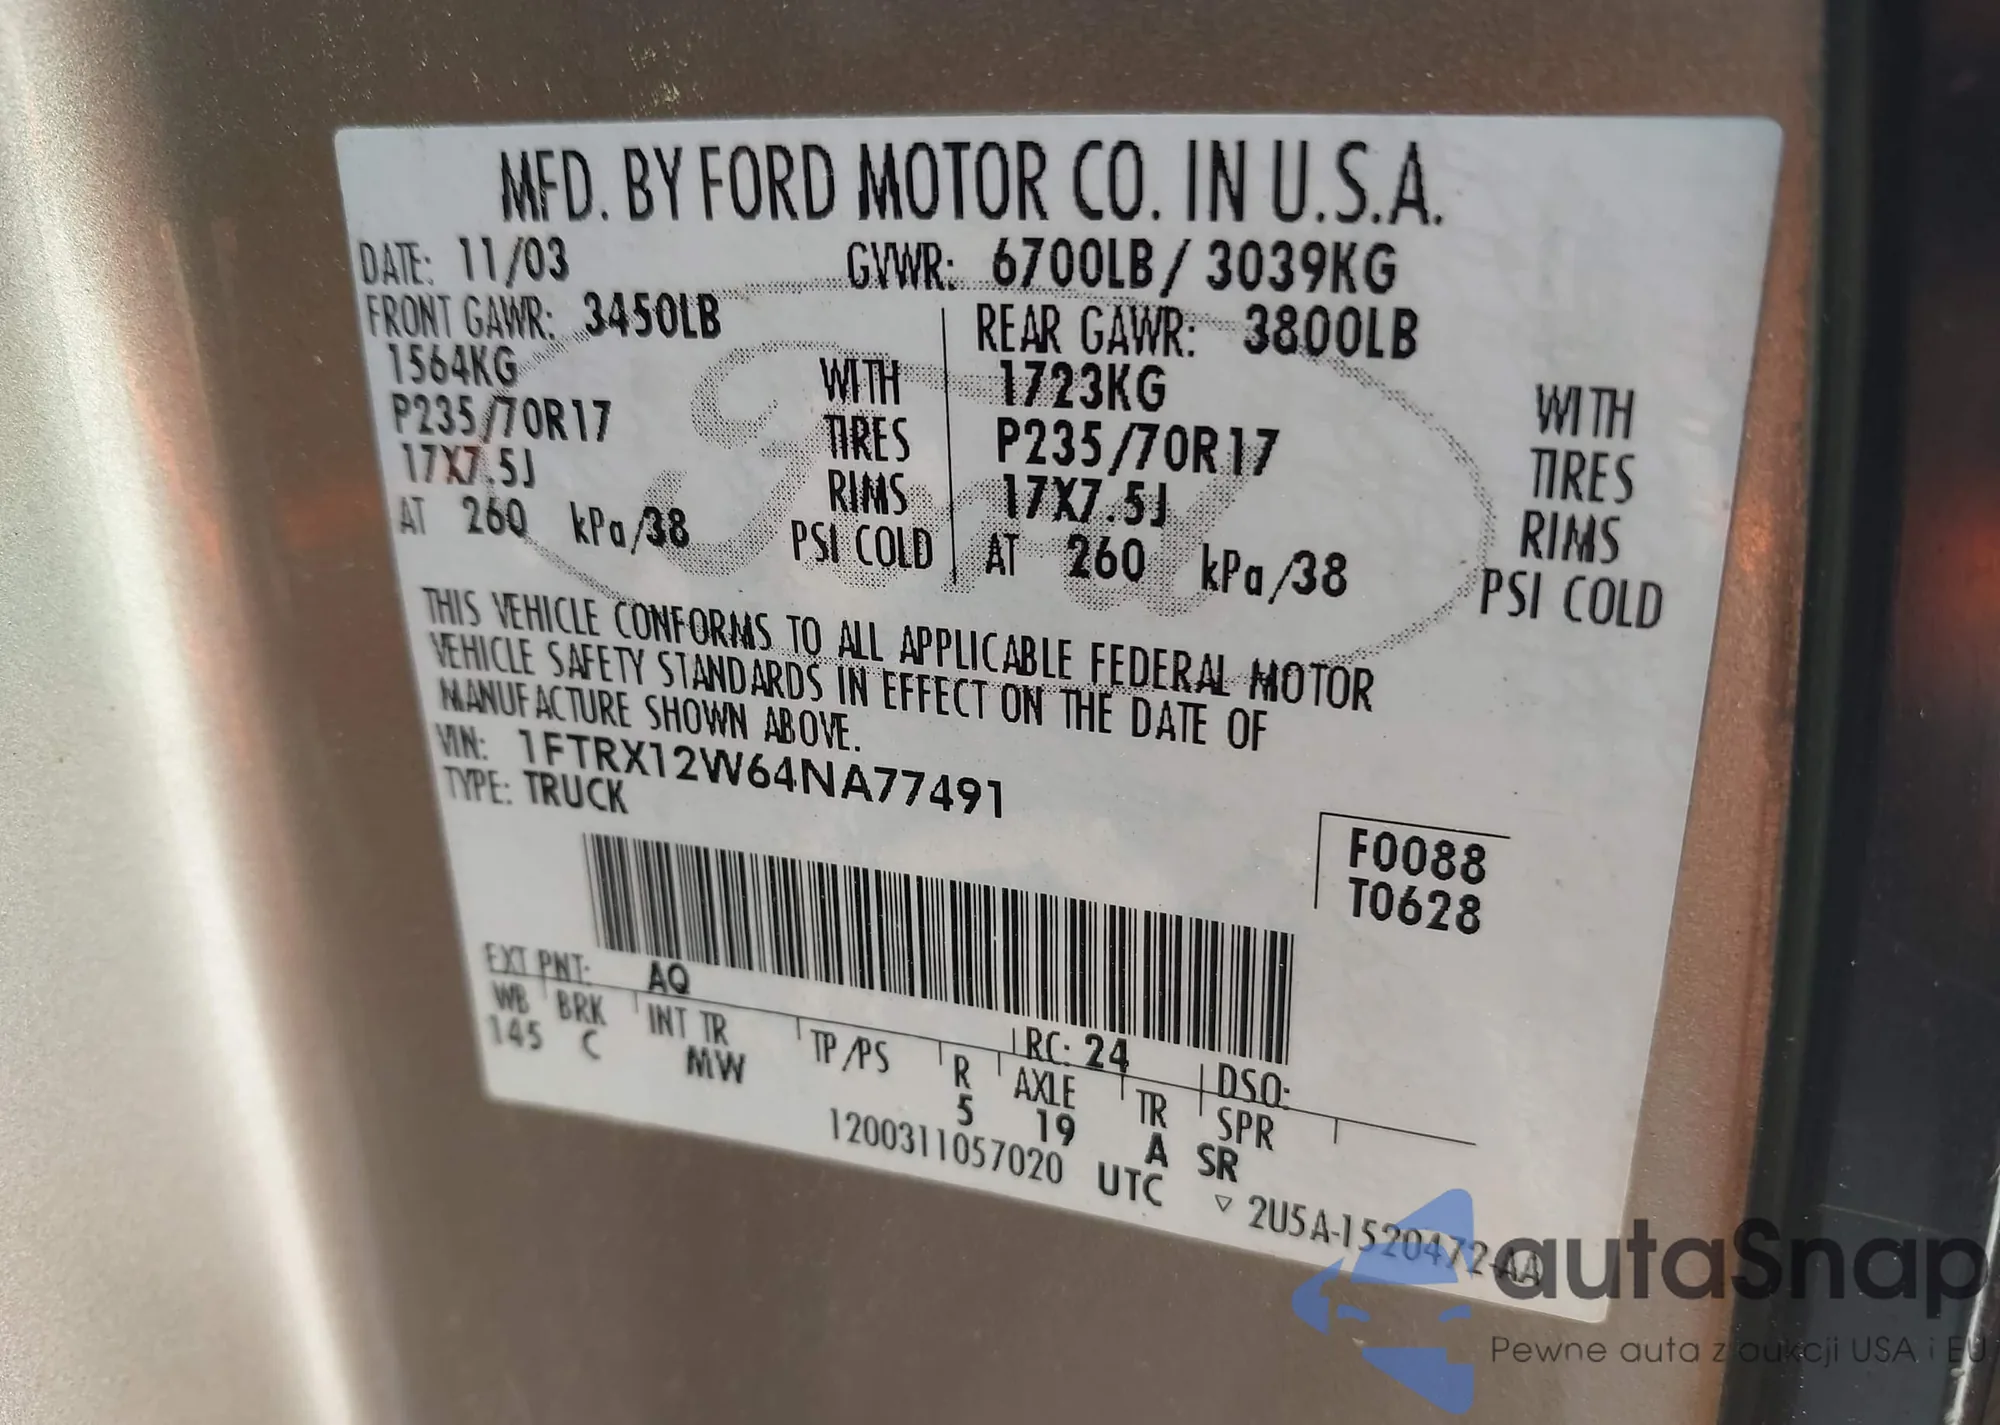 MFD. BY FORD MOTOR CO. IN U.S.A.
DATE: 11/03 GVWR: 6700LB / 3039KG
FRONT GAWR: 3450LB REAR GAWR: 3800LB
1564KG WITH 1723KG WITH
P235/70R17 TIRES P235/70R17 TIRES
17X7.5J RIMS 17X7.5J RIMS
AT 260 kPa/38 PSI COLD AT 260 kPa/38 PSI COLD
THIS VEHICLE CONFORMS TO ALL APPLICABLE FEDERAL MOTOR
VEHICLE SAFETY STANDARDS IN EFFECT ON THE DATE OF
MANUFACTURE SHOWN ABOVE.
VIN: 1FTRX12W64NA77491
TYPE: TRUCK
F0088
T0628
EXT PNT: AQ RC: 24 DSO:
WB BRK INT TR TP/PS R AXLE TR SPR
145 C MW 5 19 A SR
1200311057020 UTC ▽ 2U5A-1520472-AA
Ford
autaSnap
Pewne auta z aukcji USA i EU